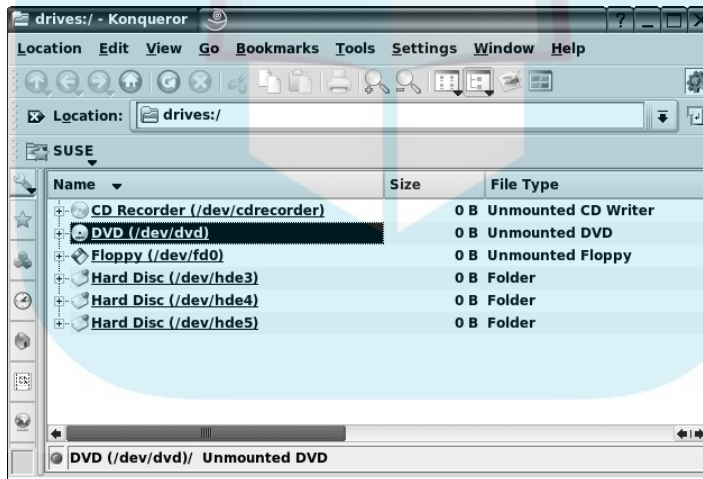 drives:/ - Konqueror
Location Edit View Go Bookmarks Tools Settings Window Help
Location: drives:/
SUSE
Name Size File Type
CD Recorder (/dev/cdrecorder) 0 B Unmounted CD Writer
DVD (/dev/dvd) 0 B Unmounted DVD
Floppy (/dev/fd0) 0 B Unmounted Floppy
Hard Disc (/dev/hde3) 0 B Folder
Hard Disc (/dev/hde4) 0 B Folder
Hard Disc (/dev/hde5) 0 B Folder
DVD (/dev/dvd)/ Unmounted DVD